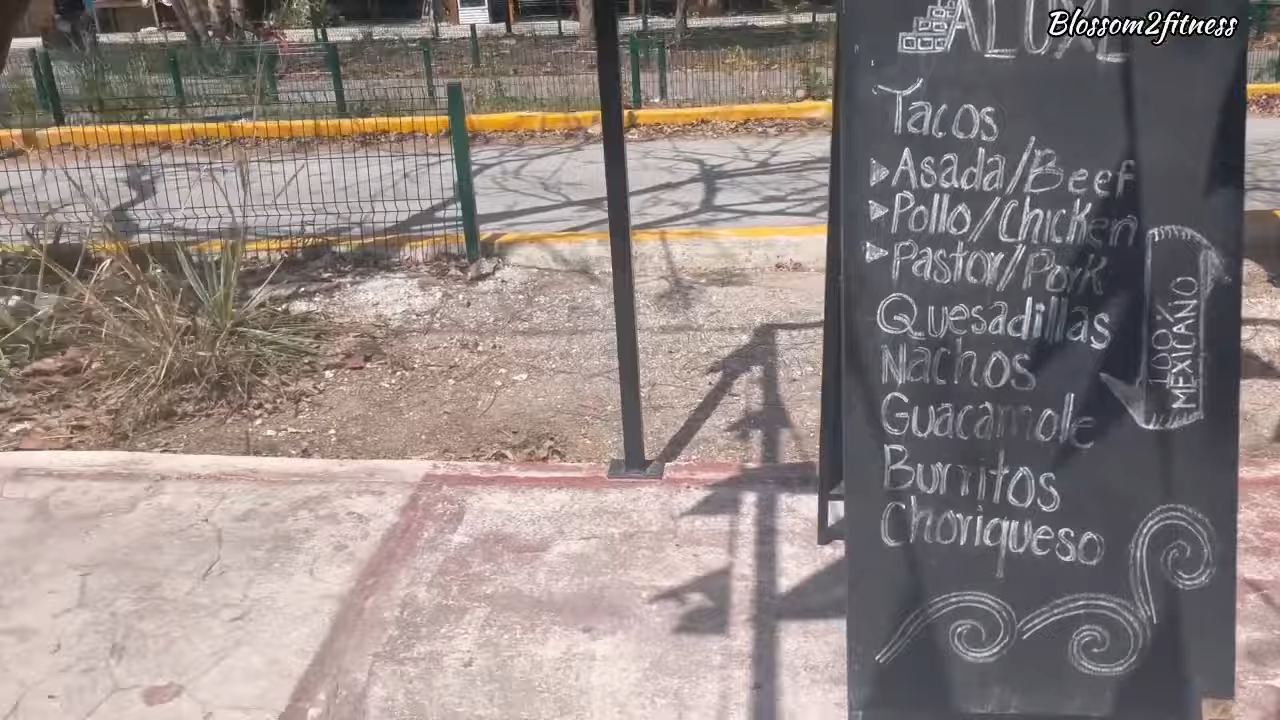 Blossom2fitness
Tacos
Asada/Beef
Pollo/Chicken
Pastor/Pork
Quesadillas
Nachos
Guacamole
Burritos
Choriqueso
100%
MEXICANO